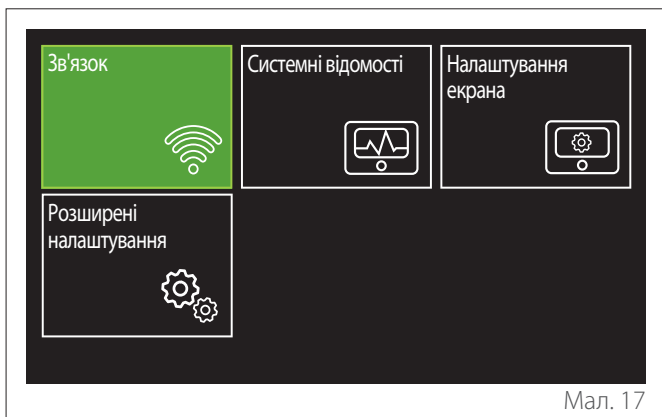 Зв'язок
Системні відомості
Налаштування
екрана
Розширені
налаштування
Мал. 17